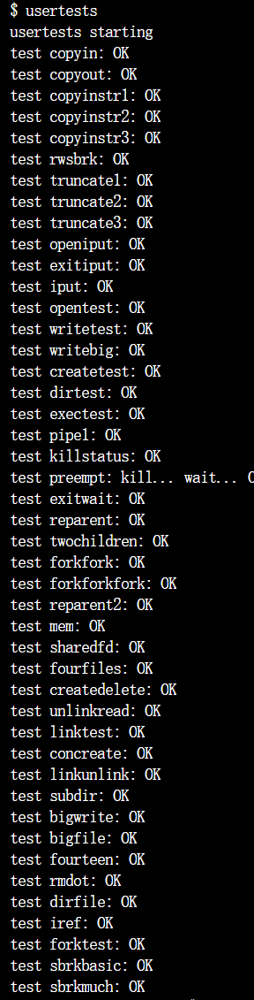 $ usertests
usertests starting
test copyin: OK
test copyout: OK
test copyinstr1: OK
test copyinstr2: OK
test copyinstr3: OK
test rwsbrk: OK
test truncate1: OK
test truncate2: OK
test truncate3: OK
test openiput: OK
test exitiput: OK
test iput: OK
test opentest: OK
test writetest: OK
test writebig: OK
test createtest: OK
test dirtest: OK
test exectest: OK
test pipe1: OK
test killstatus: OK
test preempt: kill... wait...
test exitwait: OK
test reparent: OK
test twochildren: OK
test forkfork: OK
test forkforkfork: OK
test reparent2: OK
test mem: OK
test sharedfd: OK
test fourfiles: OK
test createdelete: OK
test unlinkread: OK
test linktest: OK
test concreate: OK
test linkunlink: OK
test subdir: OK
test bigwrite: OK
test bigfile: OK
test fourteen: OK
test rmdot: OK
test dirfile: OK
test iref: OK
test forktest: OK
test sbrkbasic: OK
test sbrkmuch: OK